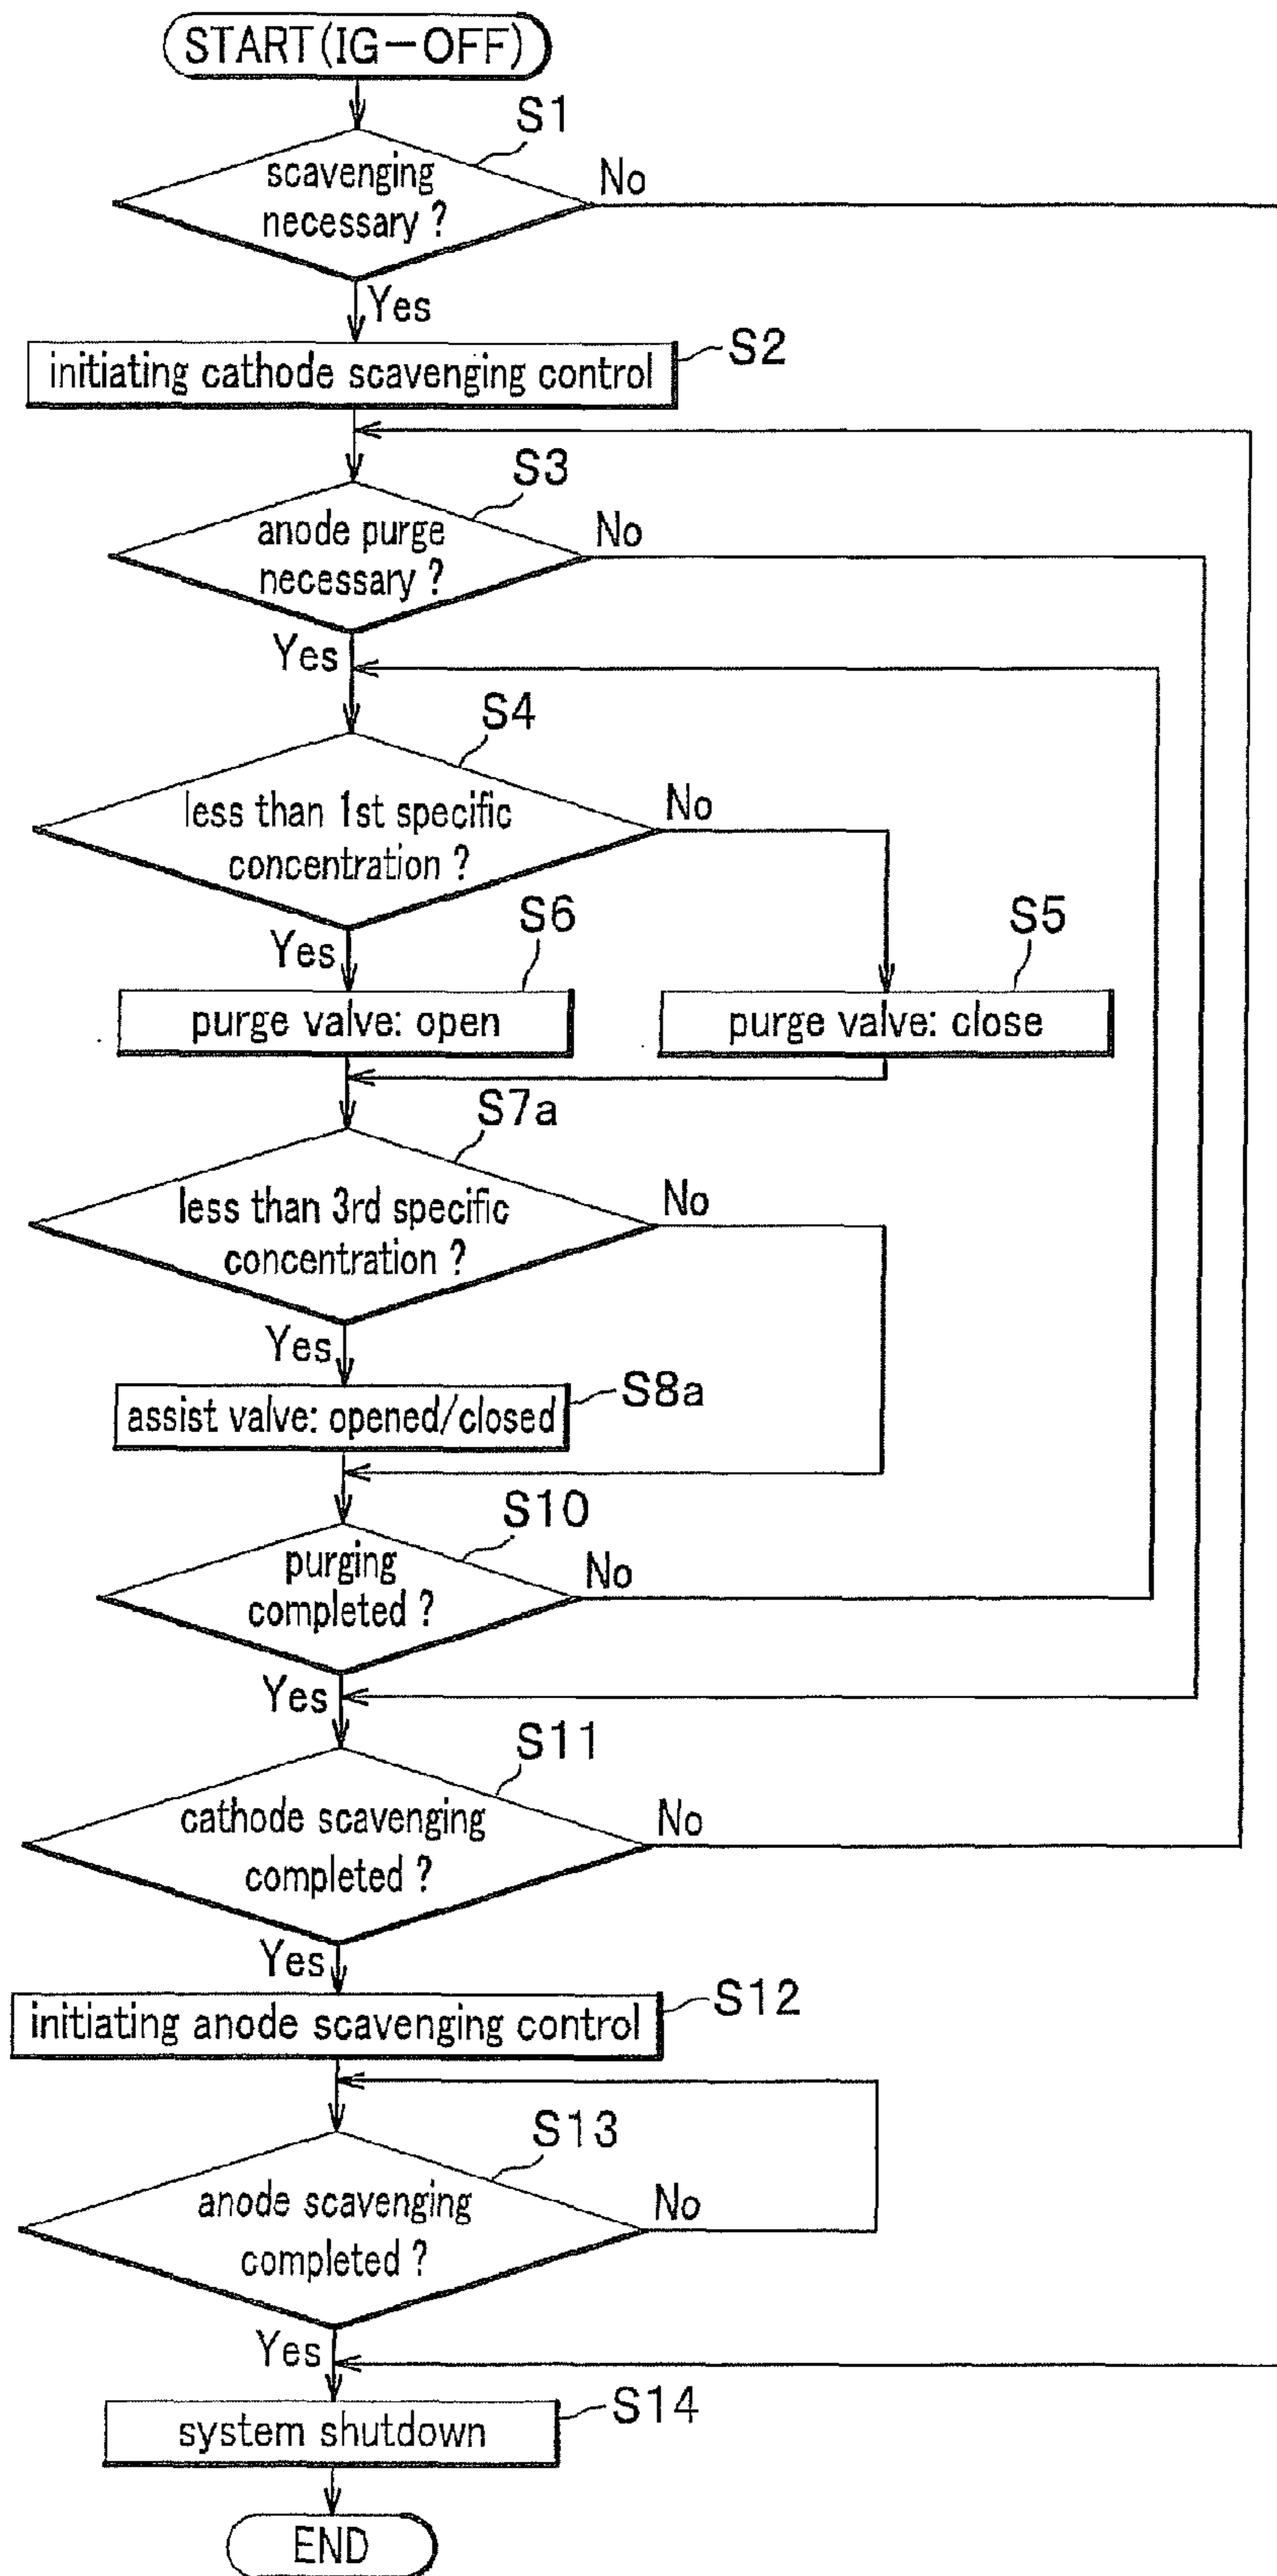 START(IG-OFF)
S1
scavenging
necessary ?
No
Yes
S2
initiating cathode scavenging control
S3
anode purge
necessary ?
No
Yes
S4
less than 1st specific
concentration ?
No
Yes
S6
S5
purge valve: open
purge valve: close
S7a
less than 3rd specific
concentration ?
No
Yes
S8a
assist valve: opened/closed
S10
purging
completed ?
No
Yes
S11
cathode scavenging
completed ?
No
Yes
S12
initiating anode scavenging control
S13
anode scavenging
completed ?
No
Yes
S14
system shutdown
END